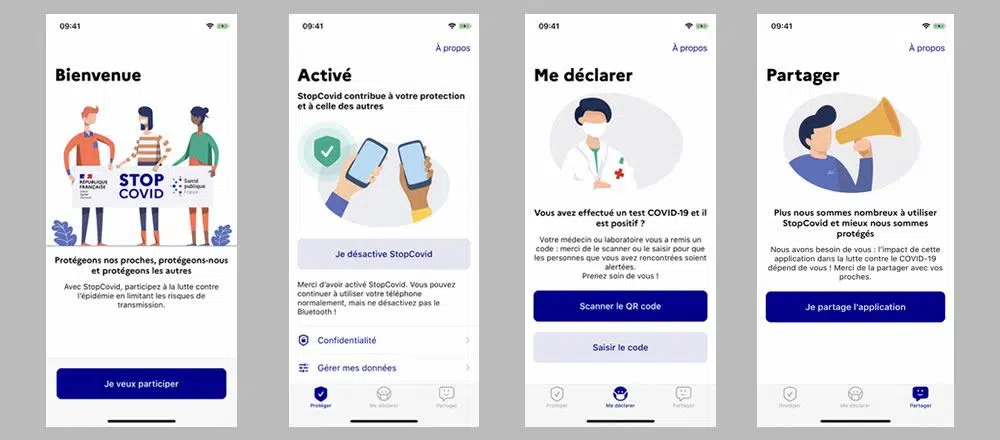 09:41
Bienvenue
RÉPUBLIQUE
FRANÇAISE
STOP
COVID
Santé
publique
France
Protégeons nos proches, protégeons-nous
et protégeons les autres
Avec StopCovid, participez à la lutte contre
l'épidémie en limitant les risques de
transmission.
Je veux participer
09:41
À propos
Activé
StopCovid contribue à votre protection
et à celle des autres
Je désactive StopCovid
Merci d'avoir activé StopCovid. Vous pouvez
continuer à utiliser votre téléphone
normalement, mais ne désactivez pas le
Bluetooth !
Confidentialité
Gérer mes données
Protéger
Me déclarer
Partager
09:41
À propos
Me déclarer
Vous avez effectué un test COVID-19 et il
est positif ?
Votre médecin ou laboratoire vous a remis un
code : merci de le scanner ou le saisir pour que
les personnes que vous avez rencontrées soient
alertées.
Prenez soin de vous !
Scanner le QR code
Saisir le code
Protéger
Me déclarer
Partager
09:41
À propos
Partager
Plus nous sommes nombreux à utiliser
StopCovid et mieux nous sommes
protégés
Nous avons besoin de vous : l'impact de cette
application dans la lutte contre le COVID-19
dépend de vous ! Merci de la partager avec vos
proches.
Je partage l'application
Protéger
Me déclarer
Partager